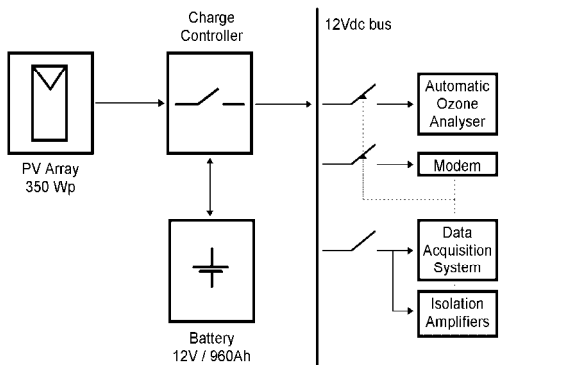 Charge
Controller
12Vdc bus
PV Array
350 Wp
Automatic
Ozone
Analyser
Modem
Data
Acquisition
System
Isolation
Amplifiers
Battery
12V / 960Ah